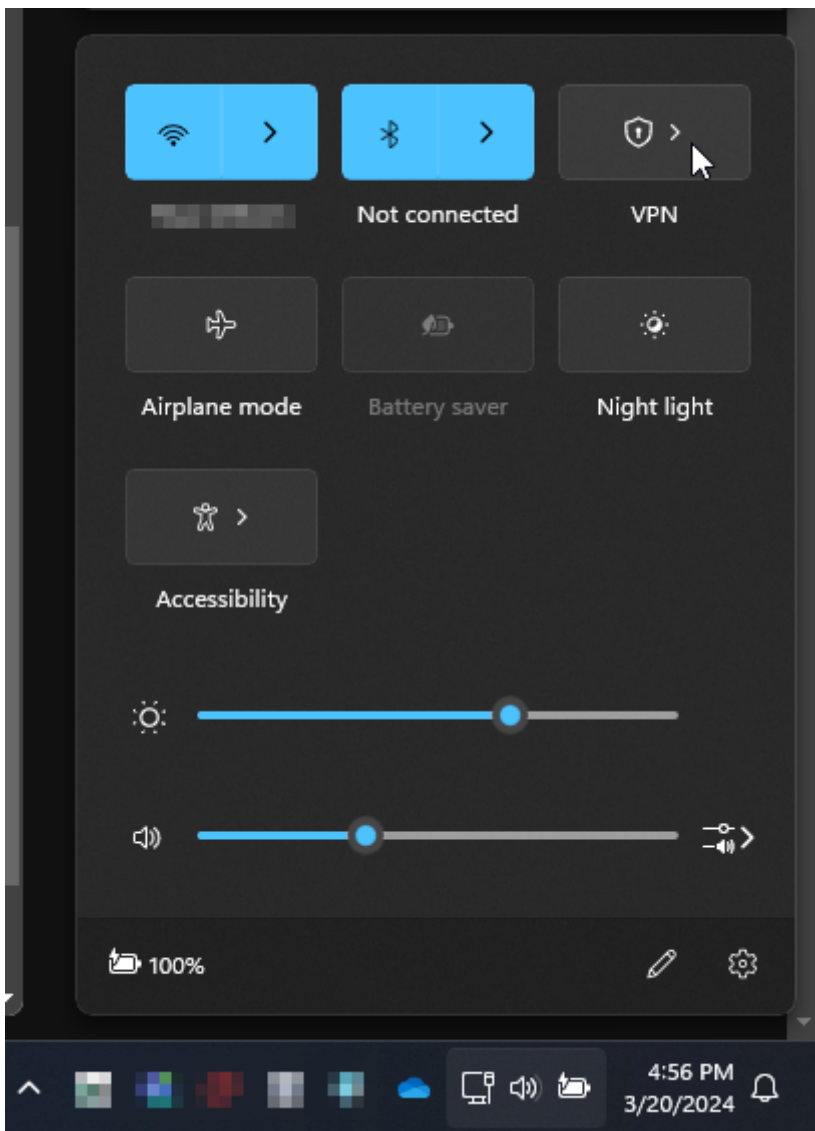 Not connected
VPN
Airplane mode
Battery saver
Night light
Accessibility
100%
4:56 PM
3/20/2024